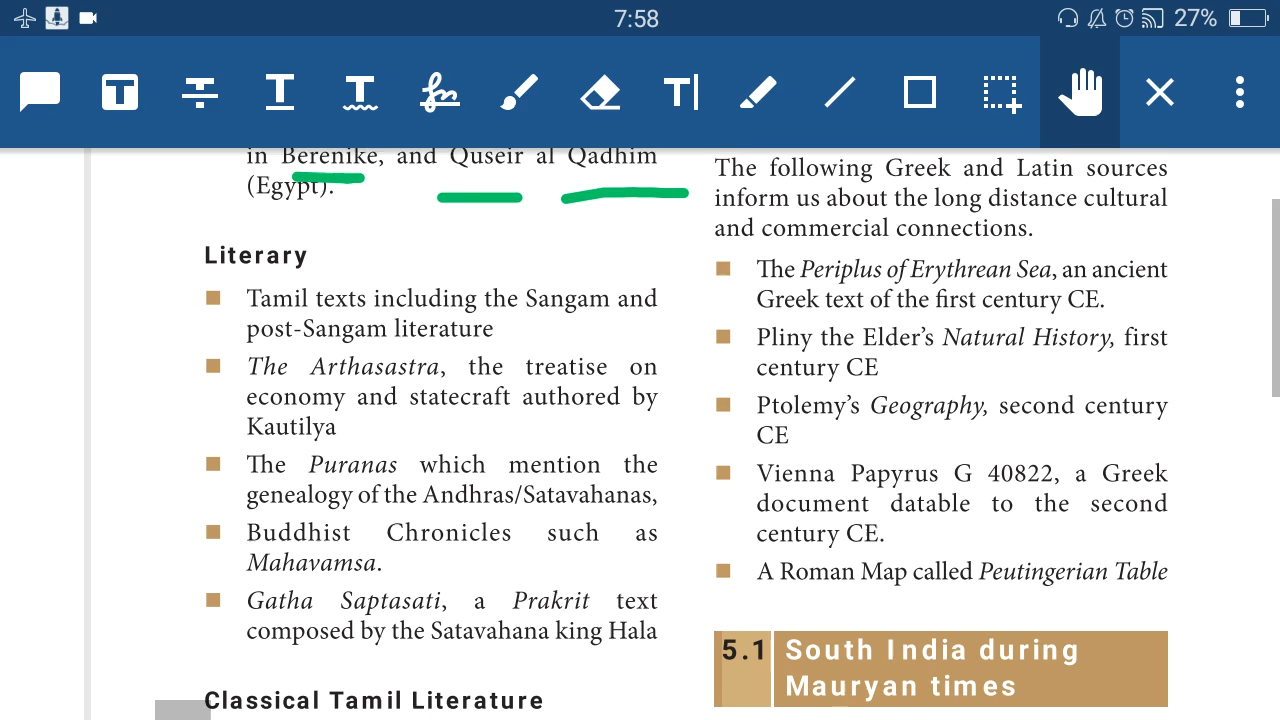 7:58
27%
in Berenike, and Quseir al Qadhim
(Egypt).
Literary
Tamil texts including the Sangam and
post-Sangam literature
The Arthasastra, the treatise on
economy and statecraft authored by
Kautilya
The Puranas which mention the
genealogy of the Andhras/Satavahanas,
Buddhist Chronicles such as
Mahavamsa.
Gatha Saptasati, a Prakrit text
composed by the Satavahana king Hala
Classical Tamil Literature
The following Greek and Latin sources
inform us about the long distance cultural
and commercial connections.
The Periplus of Erythrean Sea, an ancient
Greek text of the first century CE.
Pliny the Elder’s Natural History, first
century CE
Ptolemy’s Geography, second century
CE
Vienna Papyrus G 40822, a Greek
document datable to the second
century CE.
A Roman Map called Peutingerian Table
5.1 South India during
Mauryan times